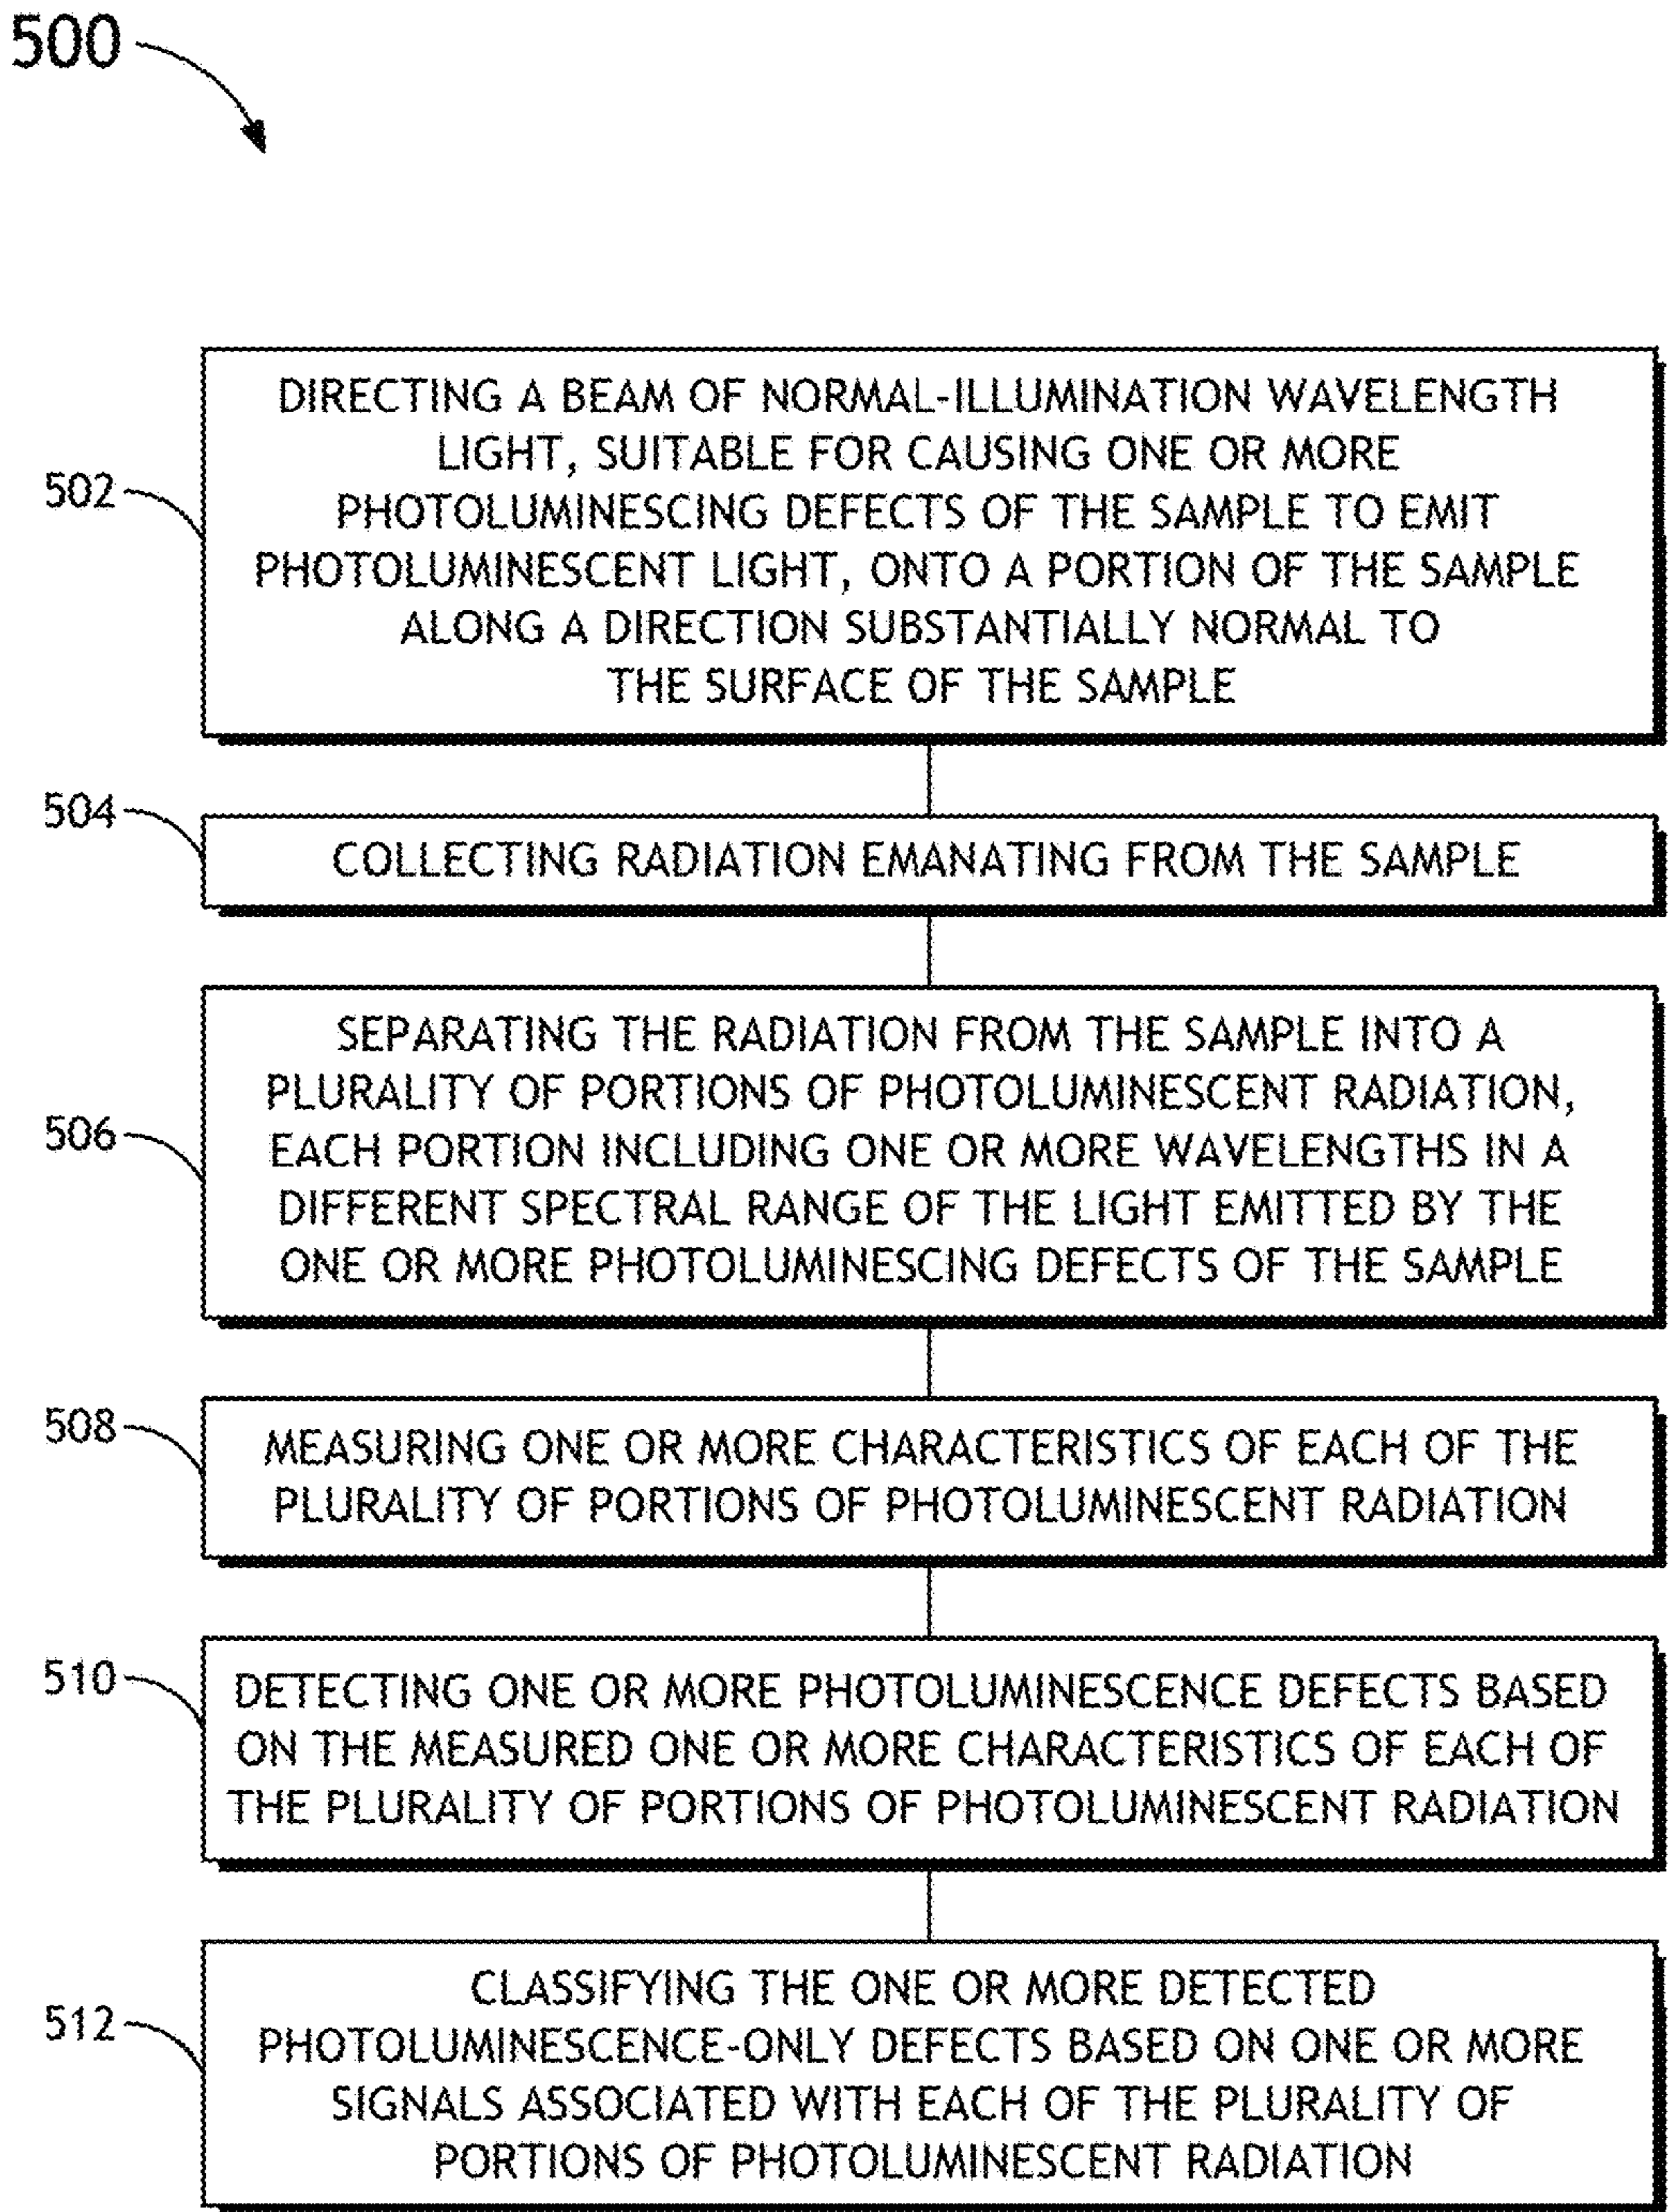 500
502
DIRECTING A BEAM OF NORMAL-ILLUMINATION WAVELENGTH
LIGHT, SUITABLE FOR CAUSING ONE OR MORE
PHOTOLUMINESCING DEFECTS OF THE SAMPLE TO EMIT
PHOTOLUMINESCENT LIGHT, ONTO A PORTION OF THE SAMPLE
ALONG A DIRECTION SUBSTANTIALLY NORMAL TO
THE SURFACE OF THE SAMPLE
504
COLLECTING RADIATION EMANATING FROM THE SAMPLE
506
SEPARATING THE RADIATION FROM THE SAMPLE INTO A
PLURALITY OF PORTIONS OF PHOTOLUMINESCENT RADIATION,
EACH PORTION INCLUDING ONE OR MORE WAVELENGTHS IN A
DIFFERENT SPECTRAL RANGE OF THE LIGHT EMITTED BY THE
ONE OR MORE PHOTOLUMINESCING DEFECTS OF THE SAMPLE
508
MEASURING ONE OR MORE CHARACTERISTICS OF EACH OF THE
PLURALITY OF PORTIONS OF PHOTOLUMINESCENT RADIATION
510
DETECTING ONE OR MORE PHOTOLUMINESCENCE DEFECTS BASED
ON THE MEASURED ONE OR MORE CHARACTERISTICS OF EACH OF
THE PLURALITY OF PORTIONS OF PHOTOLUMINESCENT RADIATION
512
CLASSIFYING THE ONE OR MORE DETECTED
PHOTOLUMINESCENCE-ONLY DEFECTS BASED ON ONE OR MORE
SIGNALS ASSOCIATED WITH EACH OF THE PLURALITY OF
PORTIONS OF PHOTOLUMINESCENT RADIATION